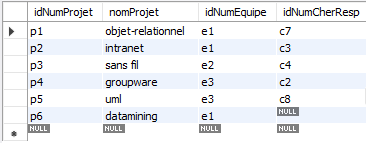 idNumProjet nomProjet idNumEquipe idNumCherResp
p1 objet-relationnel e1 c7
p2 intranet e1 c3
p3 sans fil e2 c4
p4 groupware e3 c2
p5 uml e3 c8
p6 datamining e1 NULL
NULL NULL NULL NULL